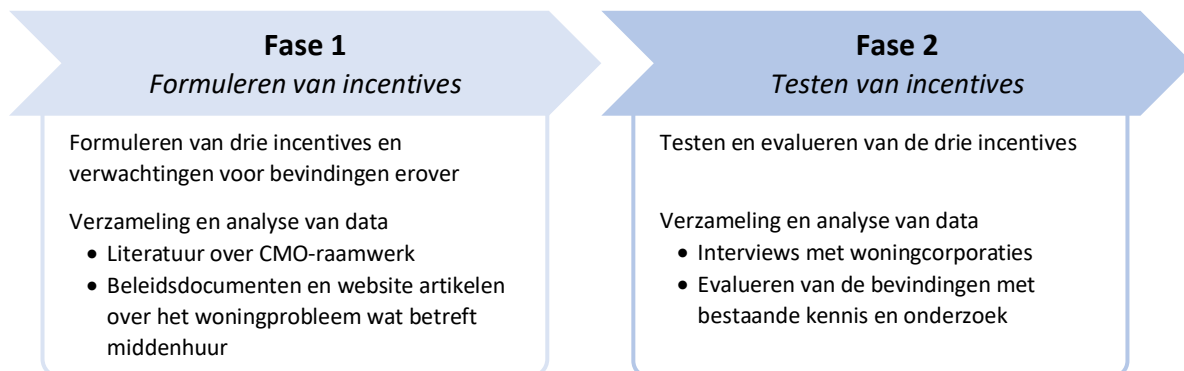 Fase 1
Formuleren van incentives
Formuleren van drie incentives en
verwachtingen voor bevindingen erover
Verzameling en analyse van data
• Literatuur over CMO-raamwerk
• Beleidsdocumenten en website artikelen
over het woningprobleem wat betreft
middenhuur
Fase 2
Testen van incentives
Testen en evalueren van de drie incentives
Verzameling en analyse van data
• Interviews met woningcorporaties
• Evalueren van de bevindingen met
bestaande kennis en onderzoek